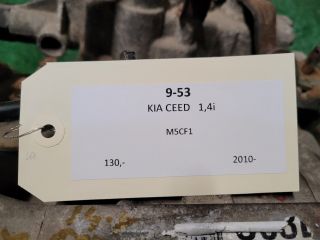 9-53
KIA CEED 1,4i
M5CF1
130,- 2010-